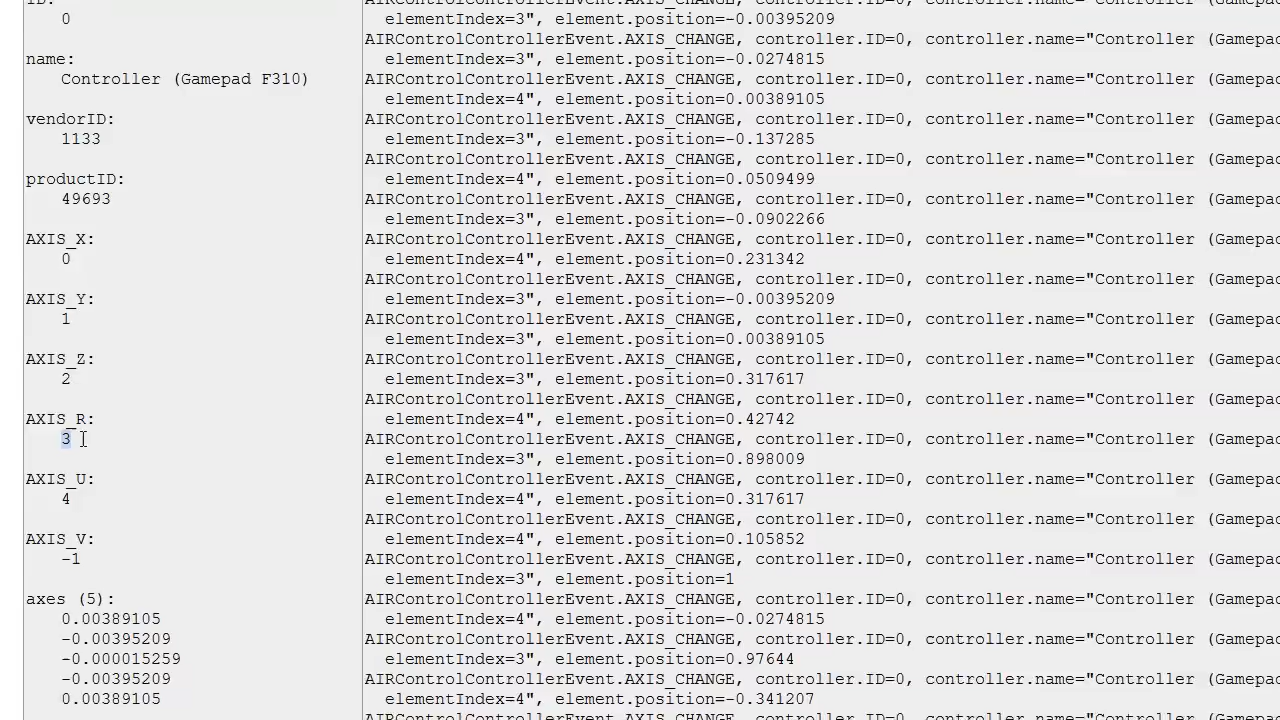 ID:
0
name:
Controller (Gamepad F310)
vendorID:
1133
productID:
49693
AXIS_X:
0
AXIS_Y:
1
AXIS_Z:
2
AXIS_R:
3
AXIS_U:
4
AXIS_V:
-1
axes (5):
0.00389105
-0.00395209
-0.000015259
-0.00395209
0.00389105
AIRControlControllerEvent.AXIS_CHANGE, controller.ID=0, controller.name="Controller (Gamepad
elementIndex=3", element.position=-0.00395209
AIRControlControllerEvent.AXIS_CHANGE, controller.ID=0, controller.name="Controller (Gamepad
elementIndex=3", element.position=-0.0274815
AIRControlControllerEvent.AXIS_CHANGE, controller.ID=0, controller.name="Controller (Gamepad
elementIndex=4", element.position=0.00389105
AIRControlControllerEvent.AXIS_CHANGE, controller.ID=0, controller.name="Controller (Gamepad
elementIndex=3", element.position=-0.137285
AIRControlControllerEvent.AXIS_CHANGE, controller.ID=0, controller.name="Controller (Gamepad
elementIndex=4", element.position=0.0509499
AIRControlControllerEvent.AXIS_CHANGE, controller.ID=0, controller.name="Controller (Gamepad
elementIndex=3", element.position=-0.0902266
AIRControlControllerEvent.AXIS_CHANGE, controller.ID=0, controller.name="Controller (Gamepad
elementIndex=4", element.position=0.231342
AIRControlControllerEvent.AXIS_CHANGE, controller.ID=0, controller.name="Controller (Gamepad
elementIndex=3", element.position=-0.00395209
AIRControlControllerEvent.AXIS_CHANGE, controller.ID=0, controller.name="Controller (Gamepad
elementIndex=3", element.position=0.00389105
AIRControlControllerEvent.AXIS_CHANGE, controller.ID=0, controller.name="Controller (Gamepad
elementIndex=3", element.position=0.317617
AIRControlControllerEvent.AXIS_CHANGE, controller.ID=0, controller.name="Controller (Gamepad
elementIndex=4", element.position=0.42742
AIRControlControllerEvent.AXIS_CHANGE, controller.ID=0, controller.name="Controller (Gamepad
elementIndex=3", element.position=0.898009
AIRControlControllerEvent.AXIS_CHANGE, controller.ID=0, controller.name="Controller (Gamepad
elementIndex=4", element.position=0.317617
AIRControlControllerEvent.AXIS_CHANGE, controller.ID=0, controller.name="Controller (Gamepad
elementIndex=4", element.position=0.105852
AIRControlControllerEvent.AXIS_CHANGE, controller.ID=0, controller.name="Controller (Gamepad
elementIndex=3", element.position=1
AIRControlControllerEvent.AXIS_CHANGE, controller.ID=0, controller.name="Controller (Gamepad
elementIndex=4", element.position=-0.0274815
AIRControlControllerEvent.AXIS_CHANGE, controller.ID=0, controller.name="Controller (Gamepad
elementIndex=3", element.position=0.97644
AIRControlControllerEvent.AXIS_CHANGE, controller.ID=0, controller.name="Controller (Gamepad
elementIndex=4", element.position=-0.341207